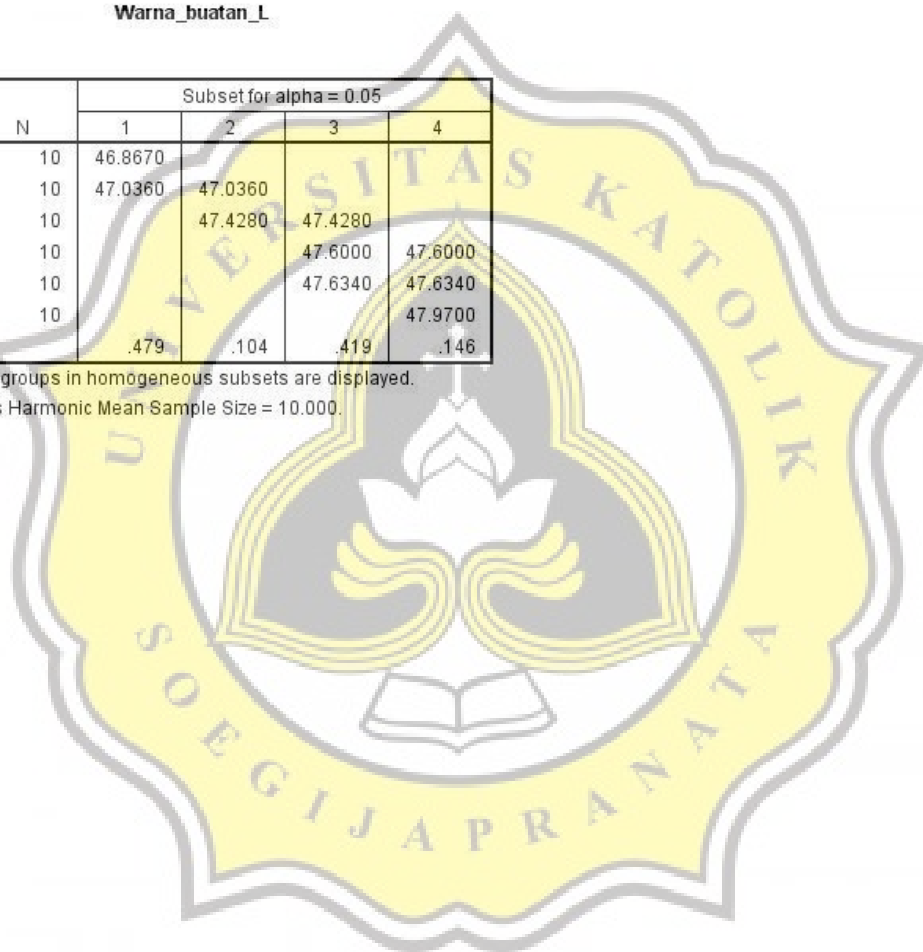 Warna_buatan_L
Subset for alpha = 0.05
N 1 2 3 4
10 46.8670
10 47.0360 47.0360
10 47.4280 47.4280
10 47.6000 47.6000
10 47.6340 47.6340
10 47.9700
.479 .104 .419 .146
groups in homogeneous subsets are displayed.
s Harmonic Mean Sample Size = 10.000.
UNIVERSITAS KATOLIK
SOEGIJAPRANATA